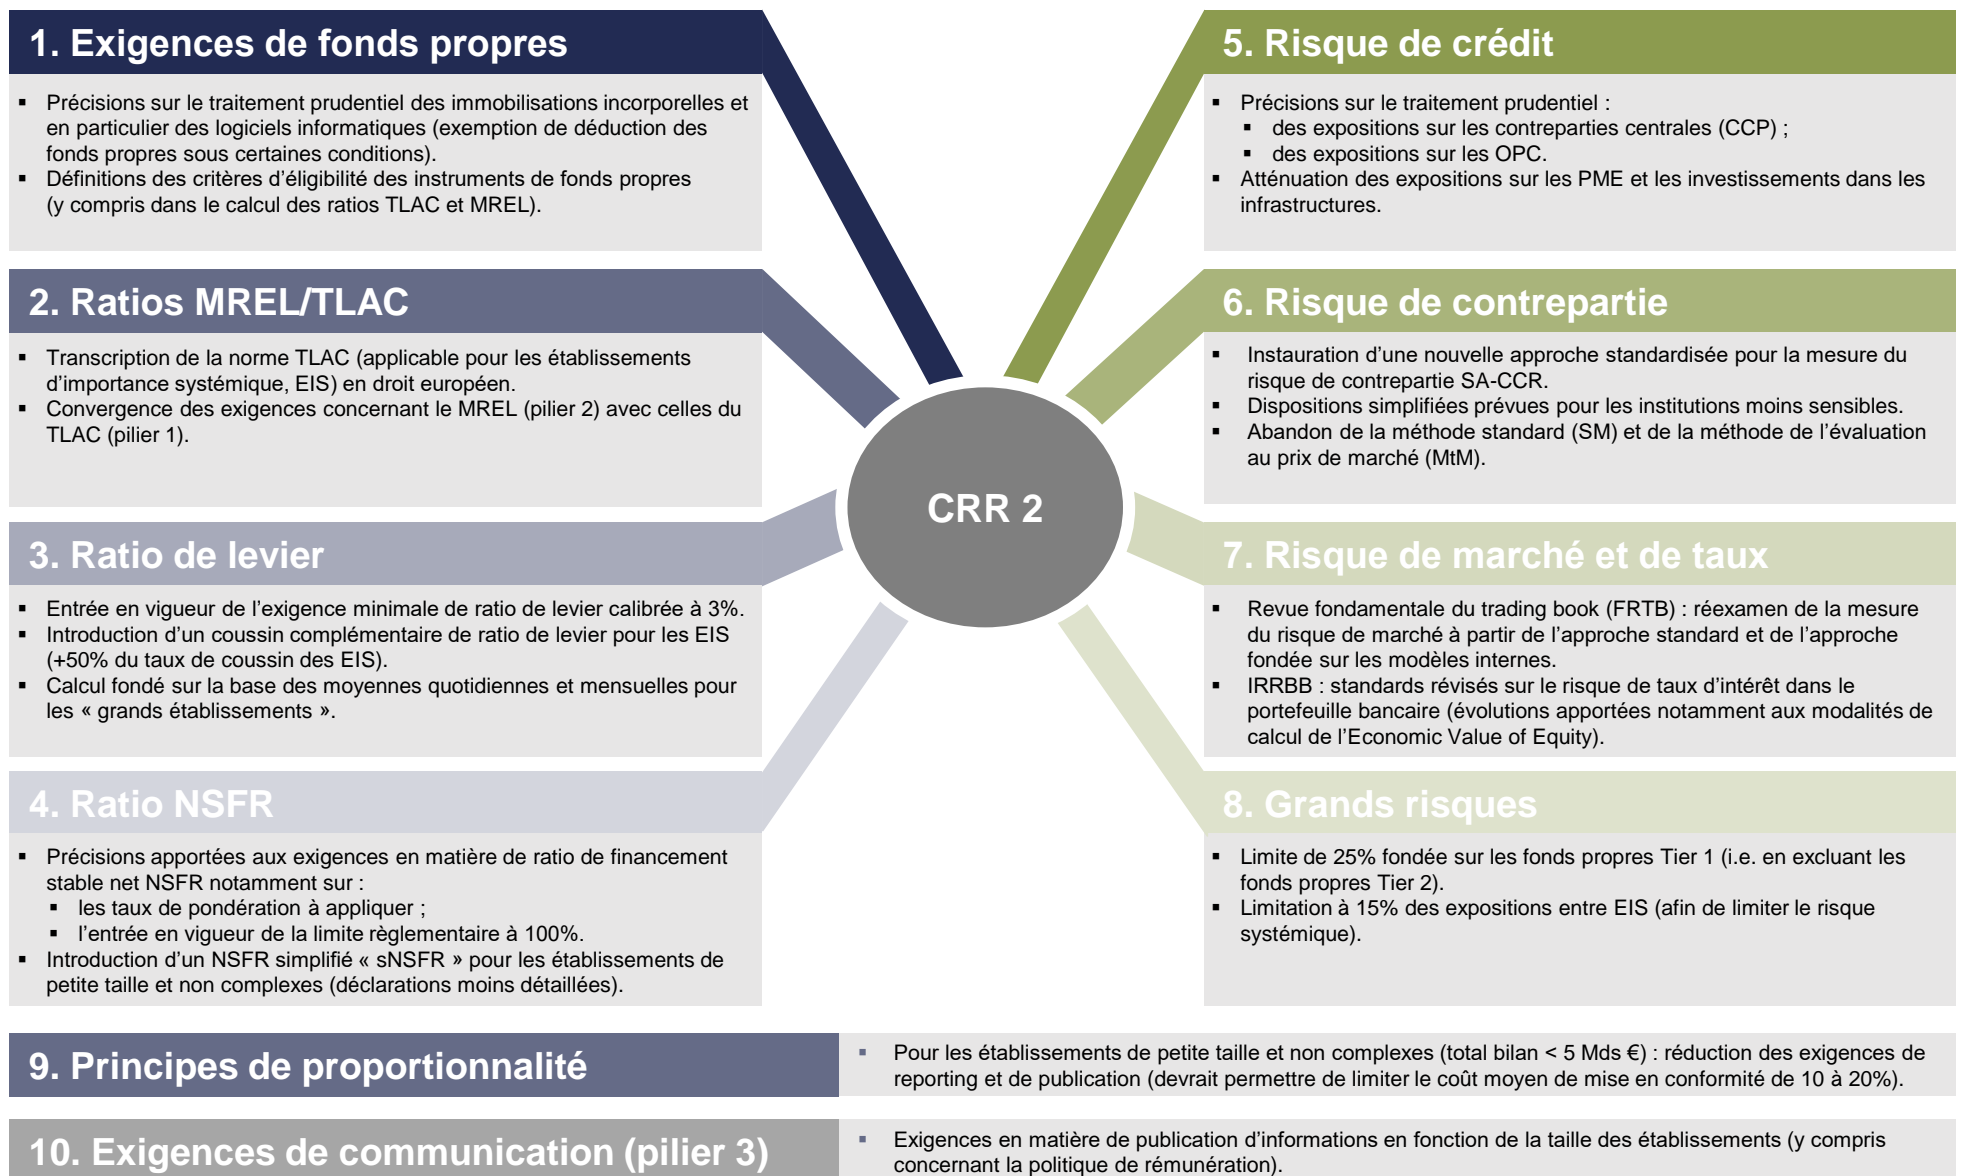 1. Exigences de fonds propres
▪ Précisions sur le traitement prudentiel des immobilisations incorporelles et
en particulier des logiciels informatiques (exemption de déduction des
fonds propres sous certaines conditions).
▪ Définitions des critères d’éligibilité des instruments de fonds propres
(y compris dans le calcul des ratios TLAC et MREL).
2. Ratios MREL/TLAC
▪ Transcription de la norme TLAC (applicable pour les établissements
d’importance systémique, EIS) en droit européen.
▪ Convergence des exigences concernant le MREL (pilier 2) avec celles du
TLAC (pilier 1).
3. Ratio de levier
▪ Entrée en vigueur de l’exigence minimale de ratio de levier calibrée à 3%.
▪ Introduction d’un coussin complémentaire de ratio de levier pour les EIS
(+50% du taux de coussin des EIS).
▪ Calcul fondé sur la base des moyennes quotidiennes et mensuelles pour
les « grands établissements ».
4. Ratio NSFR
▪ Précisions apportées aux exigences en matière de ratio de financement
stable net NSFR notamment sur :
▪ les taux de pondération à appliquer ;
▪ l’entrée en vigueur de la limite règlementaire à 100%.
▪ Introduction d’un NSFR simplifié « sNSFR » pour les établissements de
petite taille et non complexes (déclarations moins détaillées).
CRR 2
5. Risque de crédit
▪ Précisions sur le traitement prudentiel :
▪ des expositions sur les contreparties centrales (CCP) ;
▪ des expositions sur les OPC.
▪ Atténuation des expositions sur les PME et les investissements dans les
infrastructures.
6. Risque de contrepartie
▪ Instauration d’une nouvelle approche standardisée pour la mesure du
risque de contrepartie SA-CCR.
▪ Dispositions simplifiées prévues pour les institutions moins sensibles.
▪ Abandon de la méthode standard (SM) et de la méthode de l’évaluation
au prix de marché (MtM).
7. Risque de marché et de taux
▪ Revue fondamentale du trading book (FRTB) : réexamen de la mesure
du risque de marché à partir de l’approche standard et de l’approche
fondée sur les modèles internes.
▪ IRRBB : standards révisés sur le risque de taux d’intérêt dans le
portefeuille bancaire (évolutions apportées notamment aux modalités de
calcul de l’Economic Value of Equity).
8. Grands risques
▪ Limite de 25% fondée sur les fonds propres Tier 1 (i.e. en excluant les
fonds propres Tier 2).
▪ Limitation à 15% des expositions entre EIS (afin de limiter le risque
systémique).
9. Principes de proportionnalité
▪ Pour les établissements de petite taille et non complexes (total bilan < 5 Mds €) : réduction des exigences de
reporting et de publication (devrait permettre de limiter le coût moyen de mise en conformité de 10 à 20%).
10. Exigences de communication (pilier 3)
▪ Exigences en matière de publication d’informations en fonction de la taille des établissements (y compris
concernant la politique de rémunération).